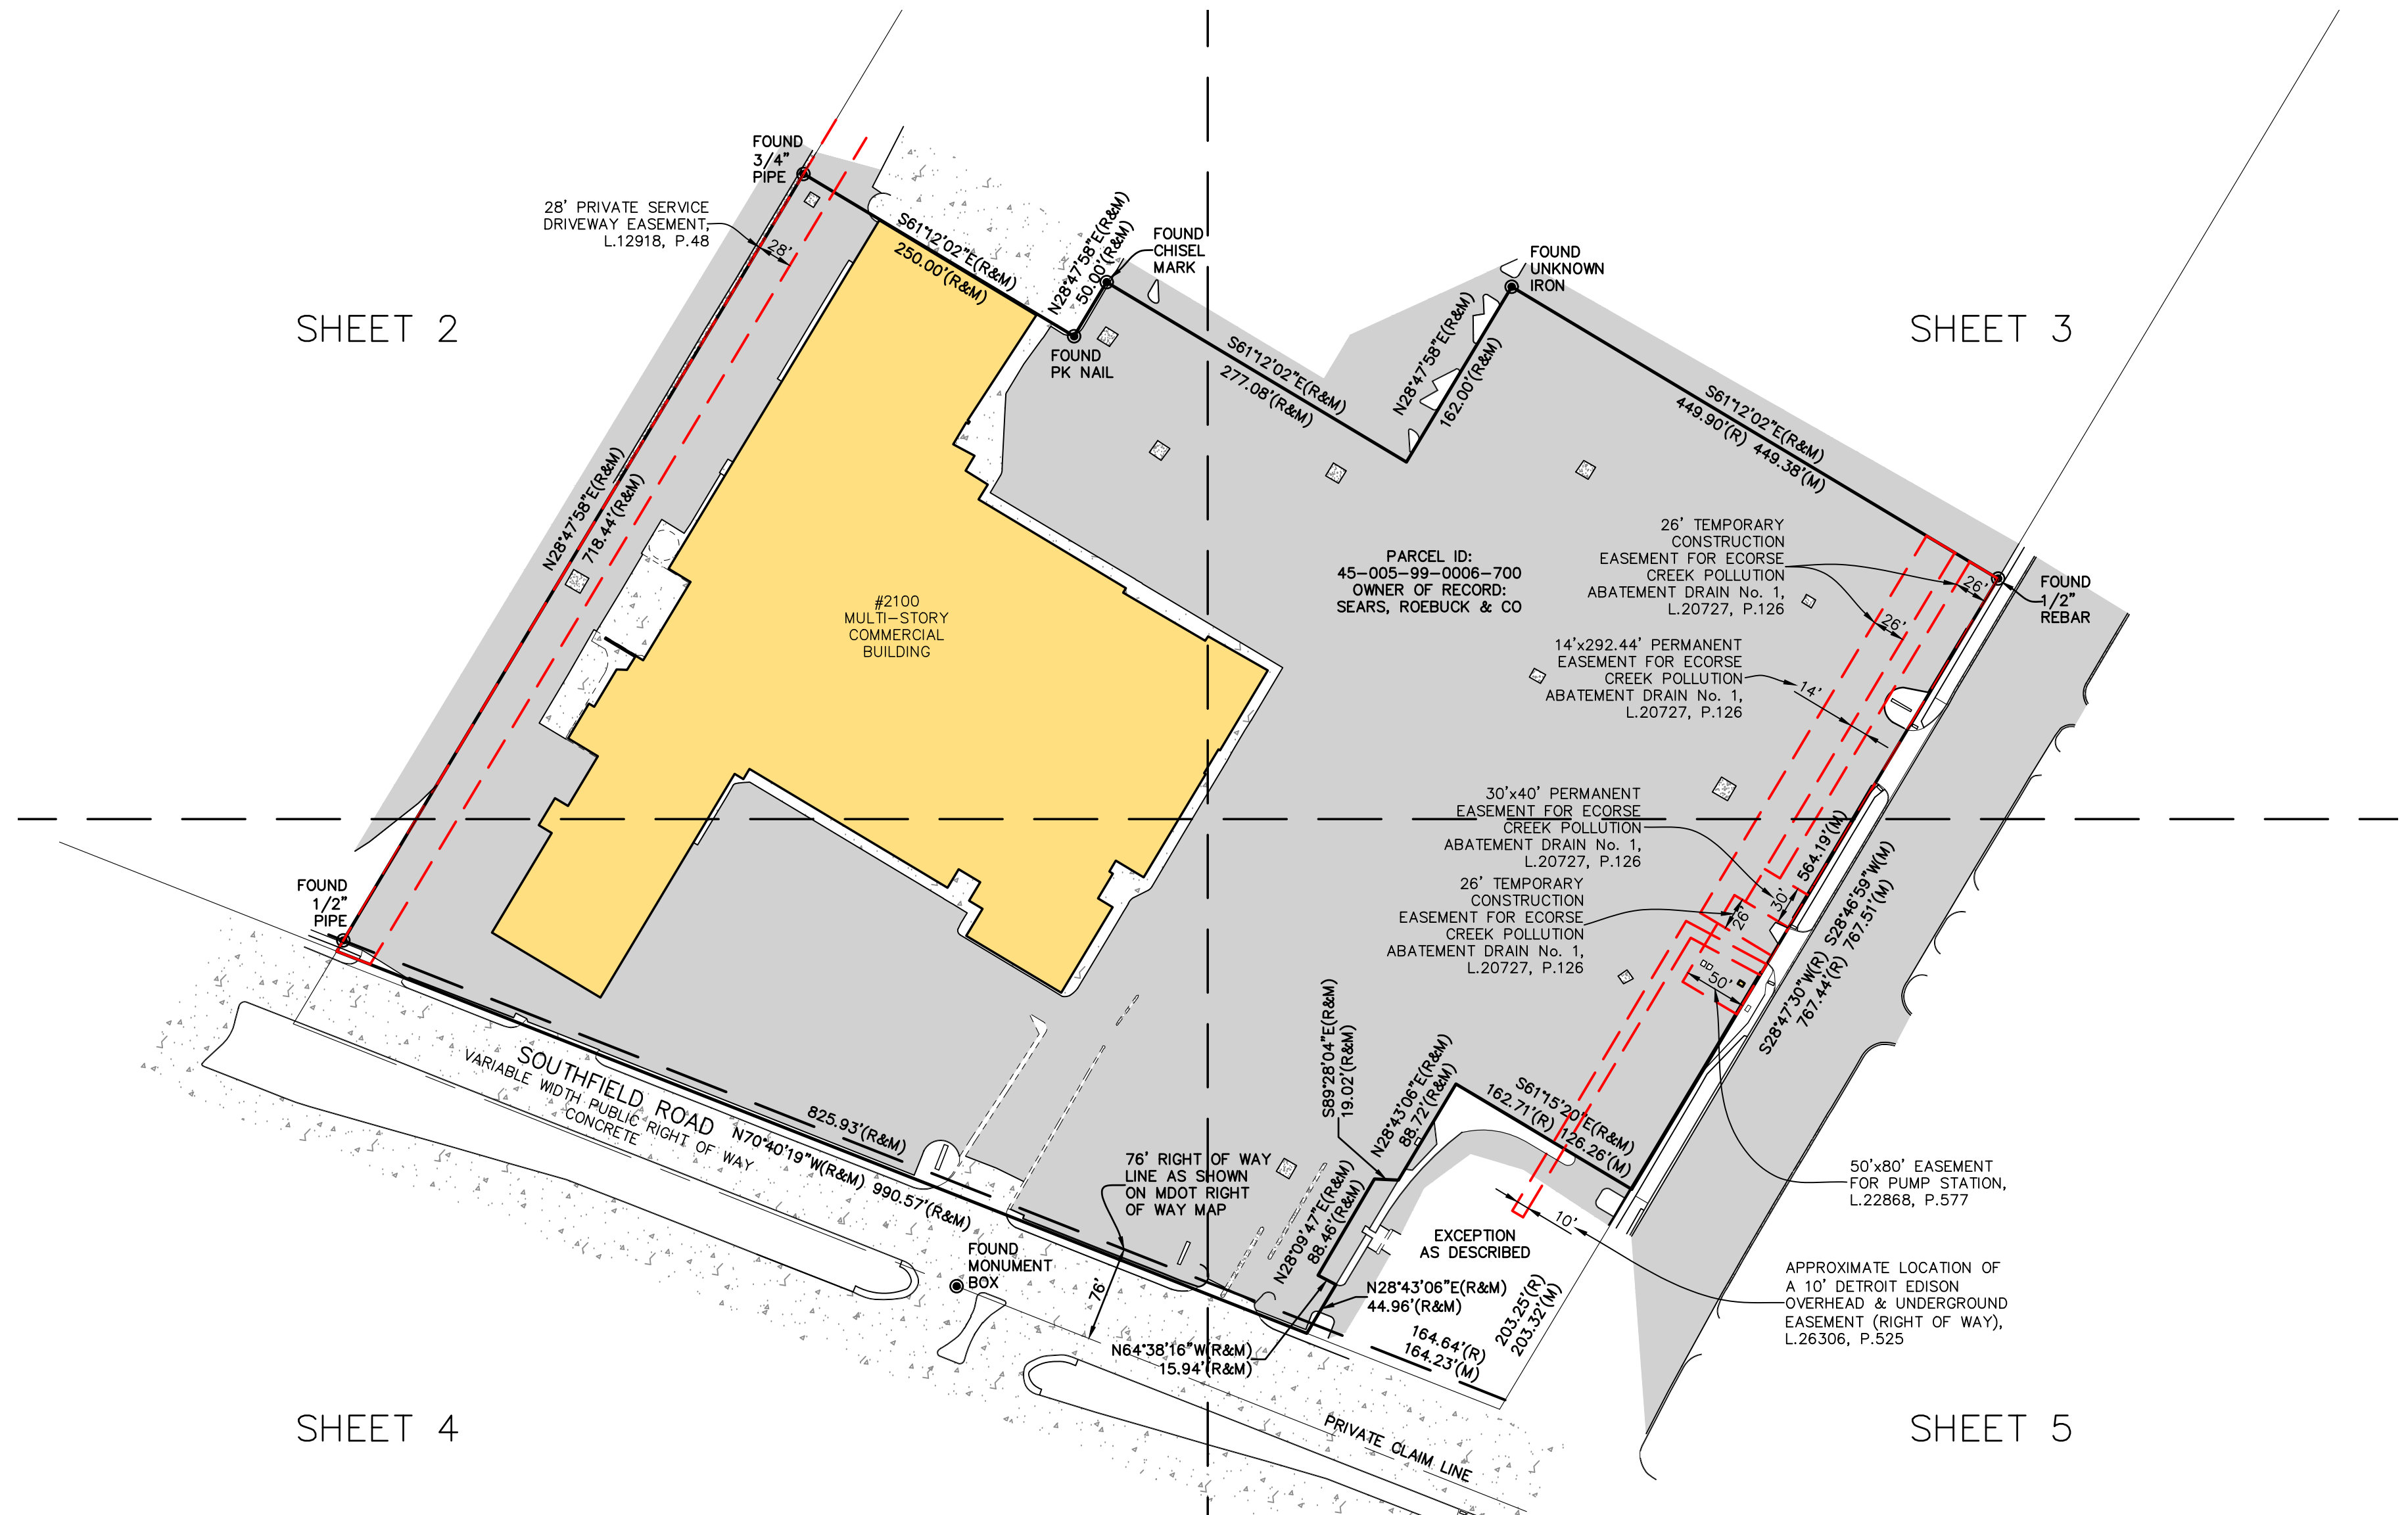 FOUND
3/4"
PIPE
28' PRIVATE SERVICE
DRIVEWAY EASEMENT,
L.12918, P.48
28'
S61°12'02"E(R&M)
250.00'(R&M)
N28°47'58"E(R&M)
50.00'(R&M)
FOUND
CHISEL
MARK
FOUND
PK NAIL
FOUND
UNKNOWN
IRON
SHEET 2
SHEET 3
S61°12'02"E(R&M)
277.08'(R&M)
N28°47'58"E(R&M)
162.00'(R&M)
S61°12'02"E(R&M)
449.90'(R) 449.38'(M)
N28°47'58"E(R&M)
718.44'(R&M)
#2100
MULTI-STORY
COMMERCIAL
BUILDING
PARCEL ID:
45-005-99-0006-700
OWNER OF RECORD:
SEARS, ROEBUCK & CO
26' TEMPORARY
CONSTRUCTION
EASEMENT FOR ECORSE
CREEK POLLUTION
ABATEMENT DRAIN No. 1,
L.20727, P.126
26'
26'
FOUND
1/2"
REBAR
14'x292.44' PERMANENT
EASEMENT FOR ECORSE
CREEK POLLUTION
ABATEMENT DRAIN No. 1,
L.20727, P.126
14'
30'x40' PERMANENT
EASEMENT FOR ECORSE
CREEK POLLUTION
ABATEMENT DRAIN No. 1,
L.20727, P.126
30'
564.19'(M)
26' TEMPORARY
CONSTRUCTION
EASEMENT FOR ECORSE
CREEK POLLUTION
ABATEMENT DRAIN No. 1,
L.20727, P.126
26'
50'
S28°47'30"W(R) S28°46'59"W(M)
767.44'(R) 767.51'(M)
FOUND
1/2"
PIPE
SOUTHFIELD ROAD
VARIABLE WIDTH PUBLIC RIGHT OF WAY
CONCRETE
825.93'(R&M)
N70°40'19"W(R&M) 990.57'(R&M)
FOUND
MONUMENT
BOX
76'
76' RIGHT OF WAY
LINE AS SHOWN
ON MDOT RIGHT
OF WAY MAP
S89°28'04"E(R&M)
19.02'(R&M)
N28°43'06"E(R&M)
88.72'(R&M)
N28°09'47"E(R&M)
88.46'(R&M)
S61°15'20"E(R&M)
162.71'(R) 126.26'(M)
50'x80' EASEMENT
FOR PUMP STATION,
L.22868, P.577
10'
EXCEPTION
AS DESCRIBED
N28°43'06"E(R&M)
44.96'(R&M)
N64°38'16"W(R&M)
15.94'(R&M)
164.64'(R)
164.23'(M)
203.25'(R)
203.32'(M)
APPROXIMATE LOCATION OF
A 10' DETROIT EDISON
OVERHEAD & UNDERGROUND
EASEMENT (RIGHT OF WAY),
L.26306, P.525
PRIVATE CLAIM LINE
SHEET 4
SHEET 5